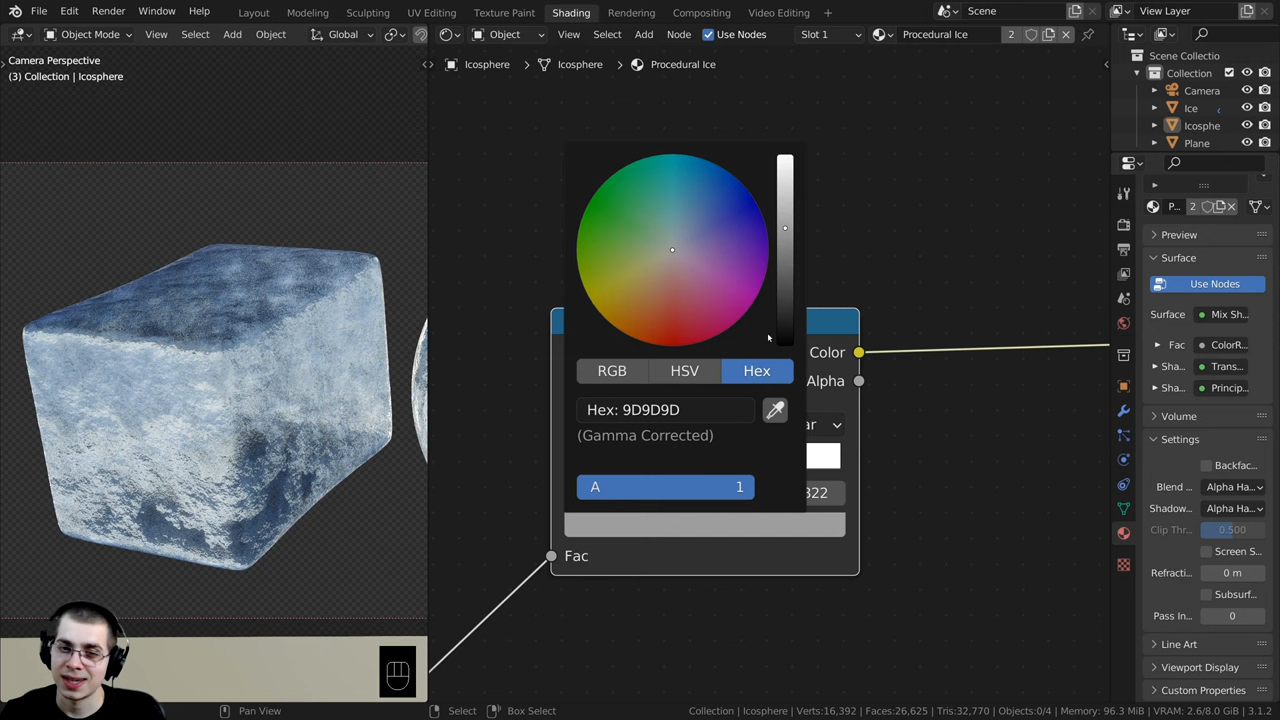 File Edit Render Window Help Layout Modeling Sculpting UV Editing Texture Paint Shading Rendering Compositing Video Editing + Scene View Layer
Object Mode View Select Add Object Global Object View Select Add Node Use Nodes Slot 1 Procedural Ice 2
Camera Perspective
(3) Collection | Icosphere
Icosphere > Icosphere > Procedural Ice
Scene Collectio
Collection
Camera
Ice
Icosphe
Plane
P... 2
Preview
Surface
Use Nodes
Surface Mix Sh...
Fac ColorR...
Sha... Trans...
Sha... Princip...
Volume
Settings
Backfac...
Blend ... Alpha Ha...
Shadow... Alpha Ha...
Clip Thr... 0.500
Screen S...
Refracti... 0 m
Subsurf...
Pass In... 0
Line Art
Viewport Display
Custom Properties
Color
Alpha
RGB HSV Hex
Hex: 9D9D9D
(Gamma Corrected)
A 1
ar
322
Fac
Pan View Select Box Select Collection | Icosphere | Verts:16,392 | Faces:26,625 | Tris:32,770 | Objects:0/4 | Memory: 96.3 MiB | VRAM: 2.6/8.0 GiB | 3.1.2